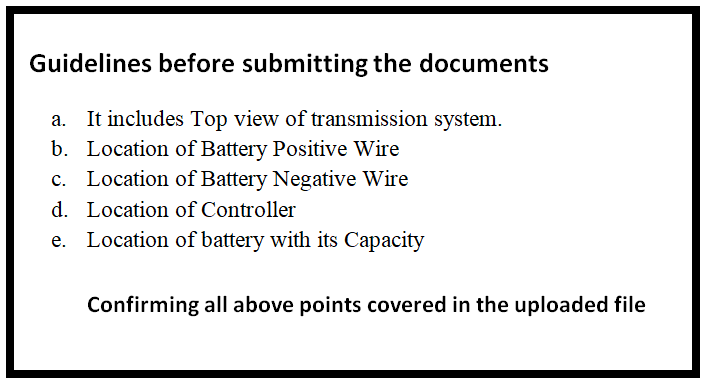 Guidelines before submitting the documents
a. It includes Top view of transmission system.
b. Location of Battery Positive Wire
c. Location of Battery Negative Wire
d. Location of Controller
e. Location of battery with its Capacity
Confirming all above points covered in the uploaded file